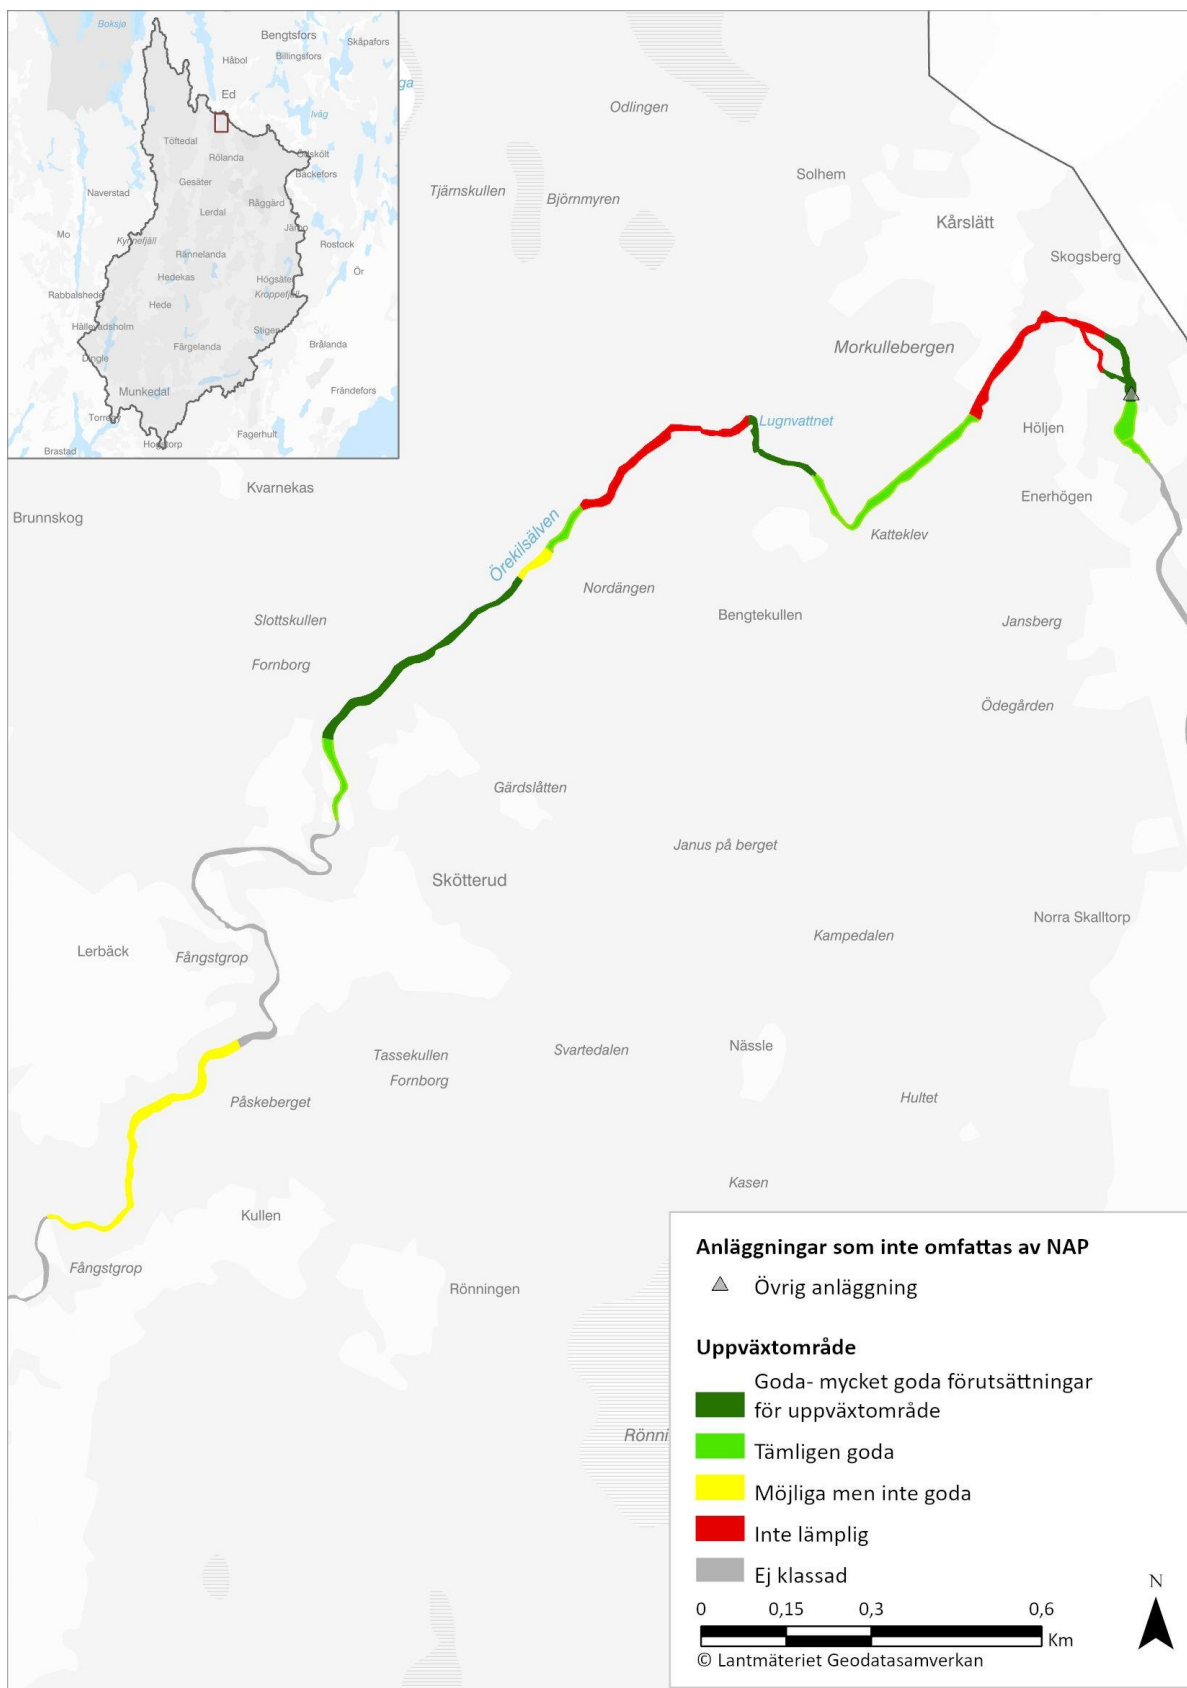 Boksjø
Bengtsfors
Skåpafors
Håbol
Billingsfors
Ed
Iväg
Töftedal
Rölanda
Ödskölt
Bäckefors
Gesäter
Naverstad
Råggärd
Lerdal
Mo
Kynnefjäll
Järbo
Rostock
Rännelanda
Ör
Hedekas
Högsäter
Rabbalshede
Kroppefjäll
Hede
Hällevadsholm
Stigen
Dingle
Färgelanda
Brålanda
Munkedal
Frändefors
Torreby
Fagerhult
Brastad
Hogstorp
ga
Odlingen
Solhem
Tjärnskullen
Björnmyren
Kårslätt
Skogsberg
Morkullebergen
Lugnvattnet
Höljen
Kvarnekas
Enerhögen
Brunnskog
Katteklev
Örekilsälven
Nordängen
Bengtekullen
Slottskullen
Jansberg
Fornborg
Ödegården
Gärdslåtten
Janus på berget
Skötterud
Norra Skalltorp
Kampedalen
Lerbäck
Fångstgrop
Tassekullen
Fornborg
Svartedalen
Nässle
Påskeberget
Hultet
Kasen
Kullen
Fångstgrop
Rönningen
Rönni
Anläggningar som inte omfattas av NAP
Övrig anläggning
Uppväxtområde
Goda- mycket goda förutsättningar
för uppväxtområde
Tämligen goda
Möjliga men inte goda
Inte lämplig
Ej klassad
N
0 0,15 0,3 0,6
Km
© Lantmäteriet Geodatasamverkan